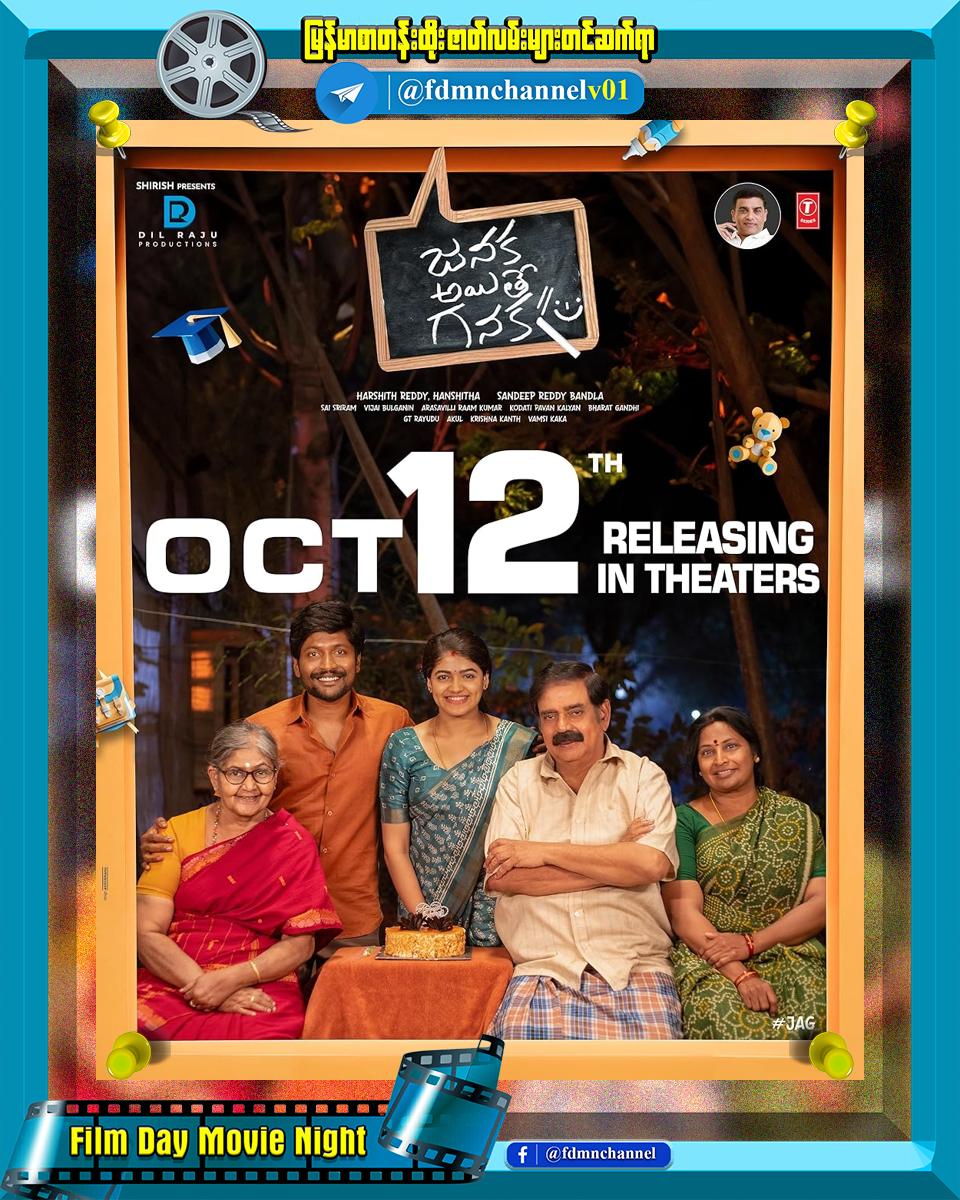 မြန်မာစာတန်းထိုးဇာတ်လမ်းများတင်ဆက်ရာ
@fdmnchannelv01
SHIRISH PRESENTS
DIL RAJU
PRODUCTIONS
T
SERIES
జనక
అయితే
గనక
HARSHITH REDDY, HANSHITHA SANDEEP REDDY BANDLA
SAI SRIRAM VIJAI BULGANIN ARASAVILLI RAAM KUMAR KODATI PAVAN KALYAN BHARAT GANDHI
GT RAYUDU AKUL KRISHNA KANTH VAMSI KAKA
OCT 12TH
RELEASING
IN THEATERS
#JAG
Film Day Movie Night
@fdmnchannel